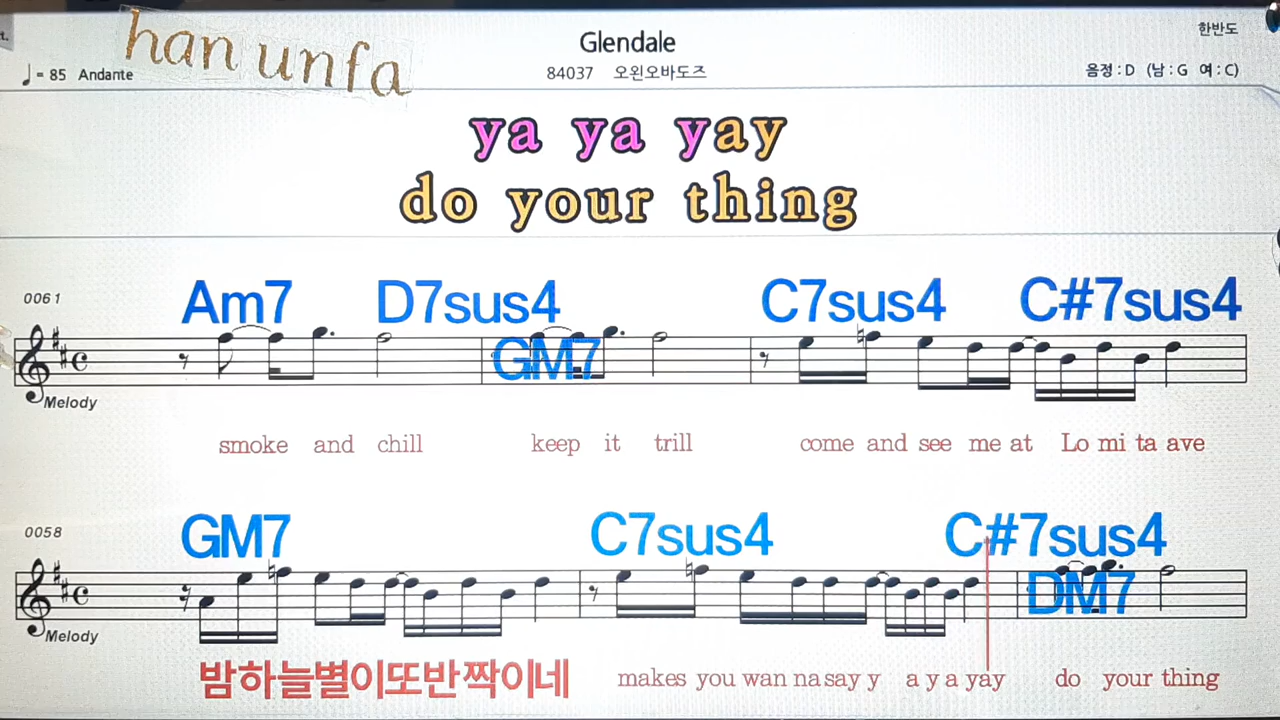 t.
han unfa
Glendale
한반도
♩= 85 Andante
84037 오왼오바도즈
음정 : D (남 : G 여 : C)
ya ya yay
do your thing
0061
Am7 D7sus4 C7sus4 C#7sus4
GM7
Melody
smoke and chill keep it trill come and see me at Lo mi ta ave
0058
GM7 C7sus4 C#7sus4
DM7
Melody
밤하늘별이또반짝이네 makes you wan na say y a y a yay do your thing